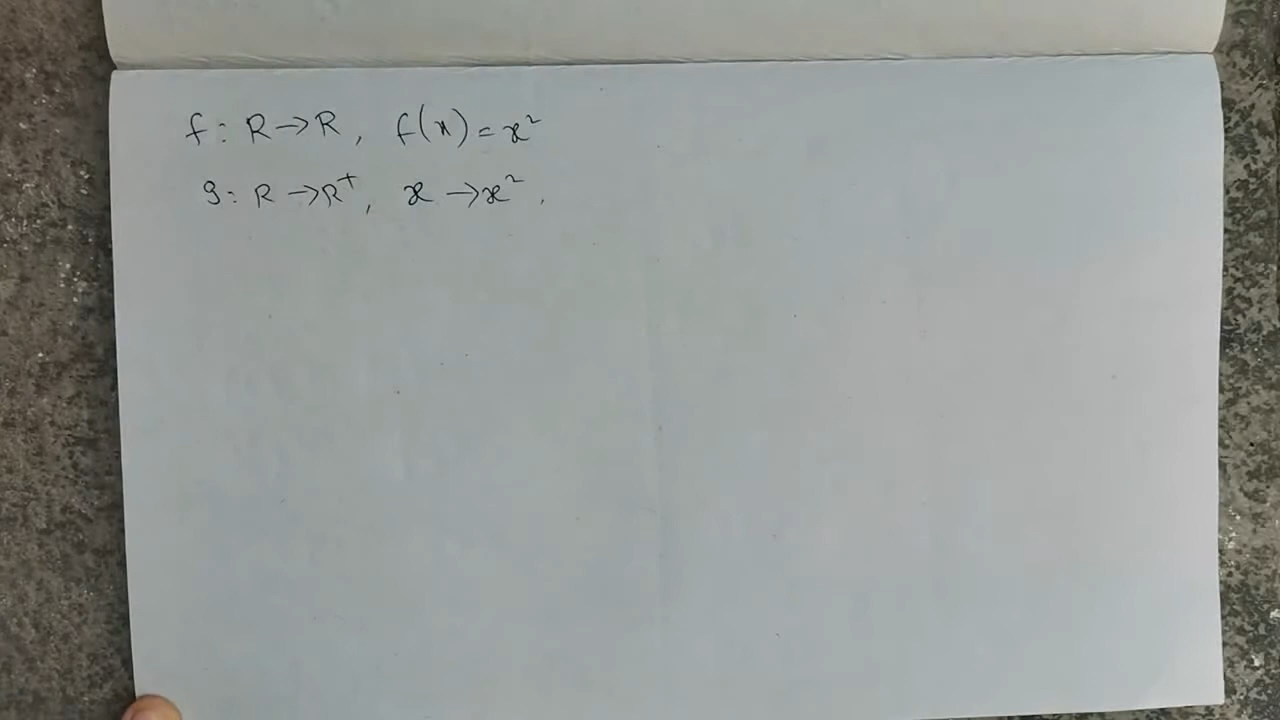 f : R→R, f(x) = x²
g : R→R⁺, x→x².